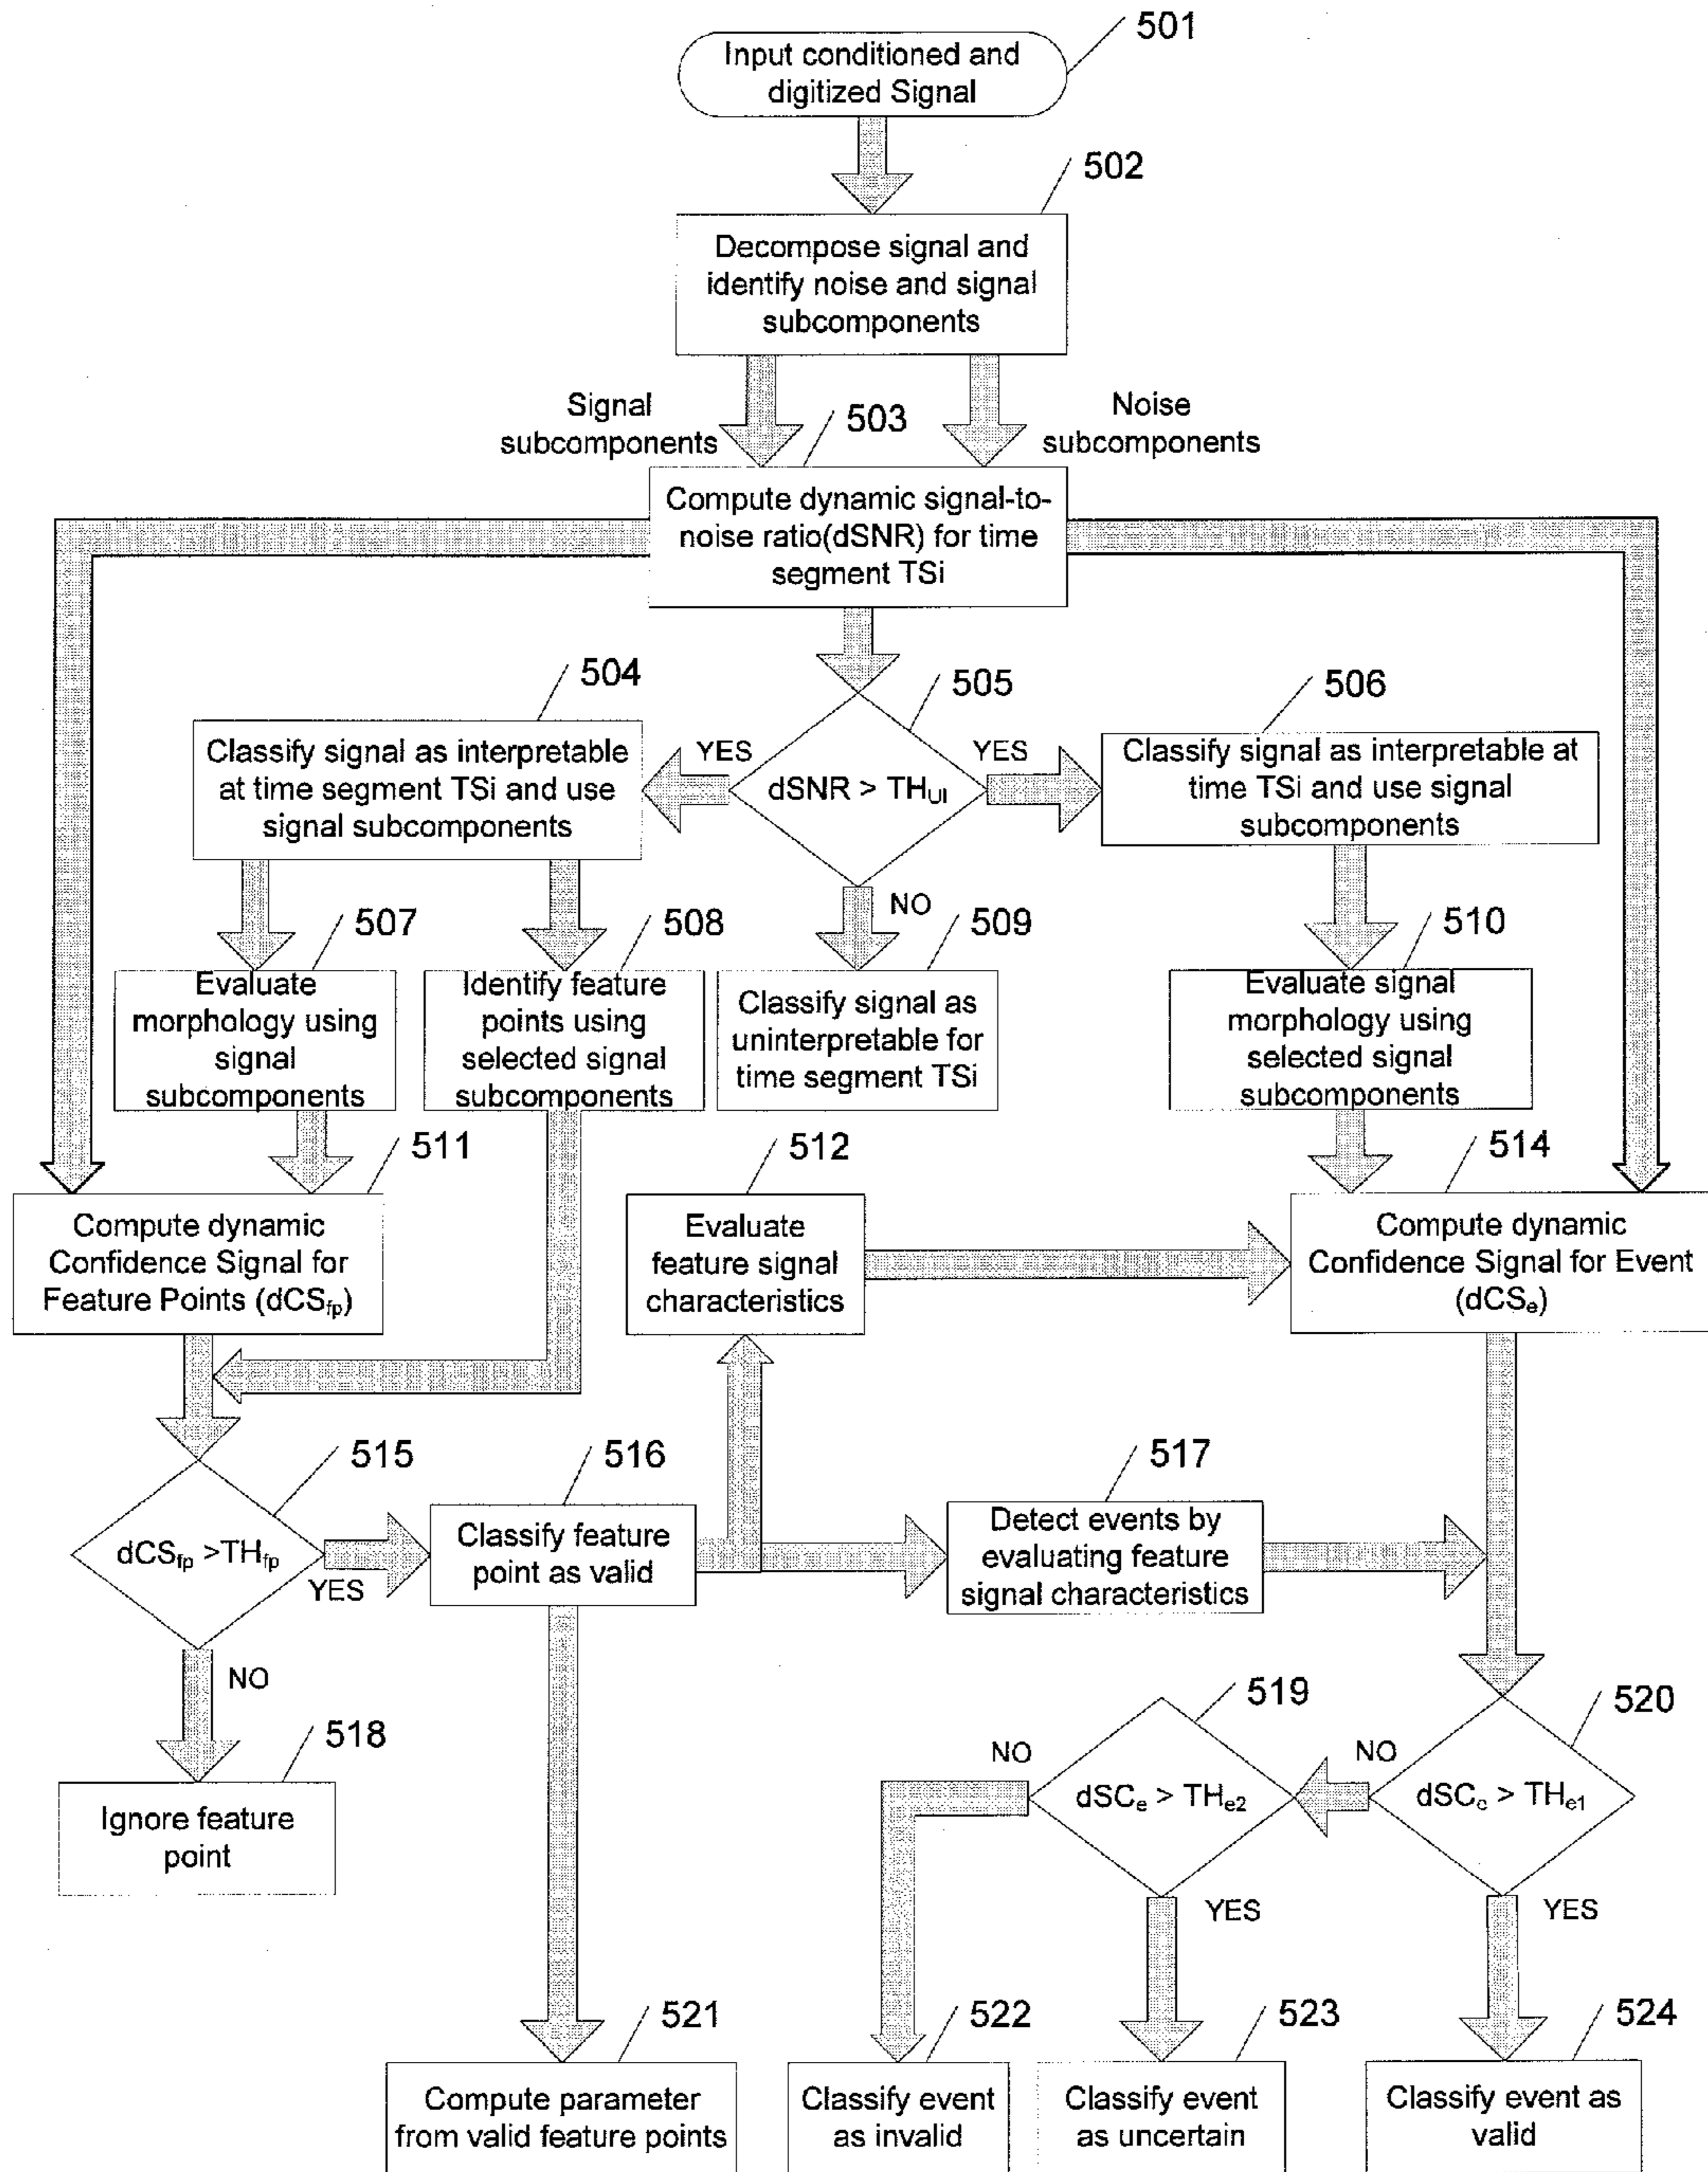 501
Input conditioned and
digitized Signal
502
Decompose signal and
identify noise and signal
subcomponents
Signal
subcomponents
503
Noise
subcomponents
Compute dynamic signal-to-
noise ratio(dSNR) for time
segment TSi
504
505
506
Classify signal as interpretable
at time segment TSi and use
signal subcomponents
YES
dSNR > TH_UI
YES
Classify signal as interpretable at
time TSi and use signal
subcomponents
NO
507
508
509
510
Evaluate
morphology using
signal
subcomponents
Identify feature
points using
selected signal
subcomponents
Classify signal as
uninterpretable for
time segment TSi
Evaluate signal
morphology using
selected signal
subcomponents
511
512
514
Compute dynamic
Confidence Signal for
Feature Points (dCS_fp)
Evaluate
feature signal
characteristics
Compute dynamic
Confidence Signal for Event
(dCS_e)
515
516
517
dCS_fp >TH_fp
YES
Classify feature
point as valid
Detect events by
evaluating feature
signal characteristics
NO
518
Ignore feature
point
519
520
NO
dSC_e > TH_e2
NO
dSC_c > TH_e1
YES
YES
521
522
523
524
Compute parameter
from valid feature points
Classify event
as invalid
Classify event
as uncertain
Classify event as
valid